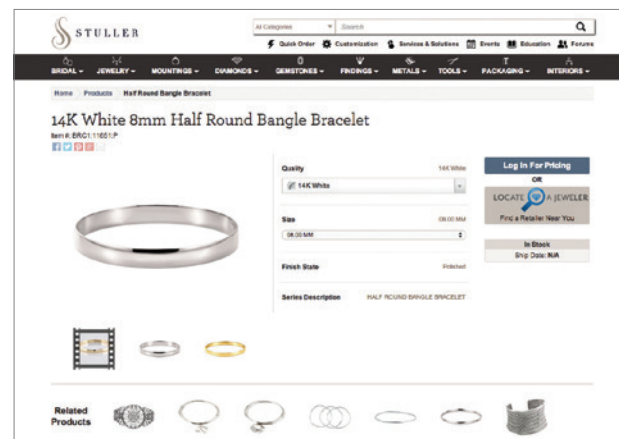 STULLER
All Categories Search
Quick Order Customization Services & Solutions Events Education Forums
BRIDAL JEWELRY MOUNTINGS DIAMONDS GEMSTONES FINDINGS METALS TOOLS PACKAGING INTERIORS
Home Products Half Round Bangle Bracelet
14K White 8mm Half Round Bangle Bracelet
Item #: BRC1:11651:P
Quality 14K White
14K White
Size 08.00 MM
08.00 MM
Finish State Polished
Series Description HALF ROUND BANGLE BRACELET
Log In For Pricing
OR
LOCATE A JEWELER
Find a Retailer Near You
In Stock
Ship Date: N/A
Related
Products